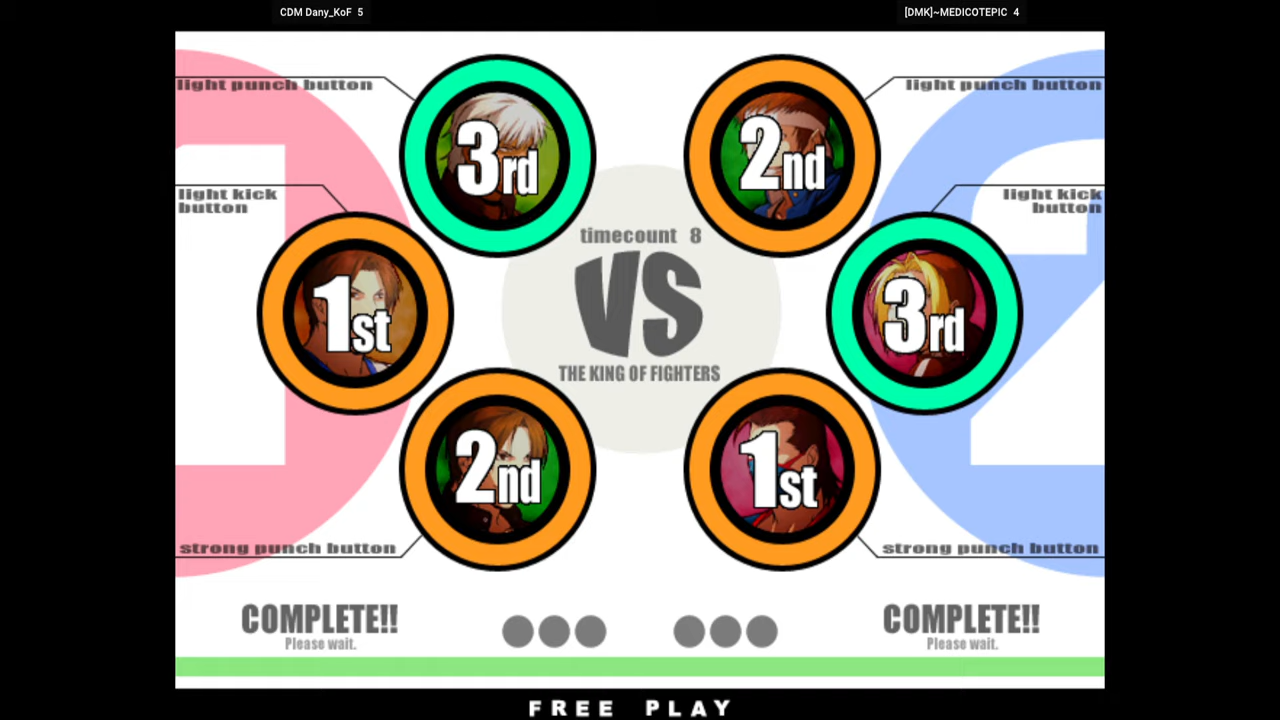 CDM Dany_KoF 5
[DMK]~MEDICOTEPIC 4
light punch button
light punch button
3rd
2nd
light kick
button
light kick
button
timecount 8
VS
THE KING OF FIGHTERS
1st
3rd
2nd
1st
strong punch button
strong punch button
COMPLETE!!
Please wait.
COMPLETE!!
Please wait.
FREE PLAY
1
2